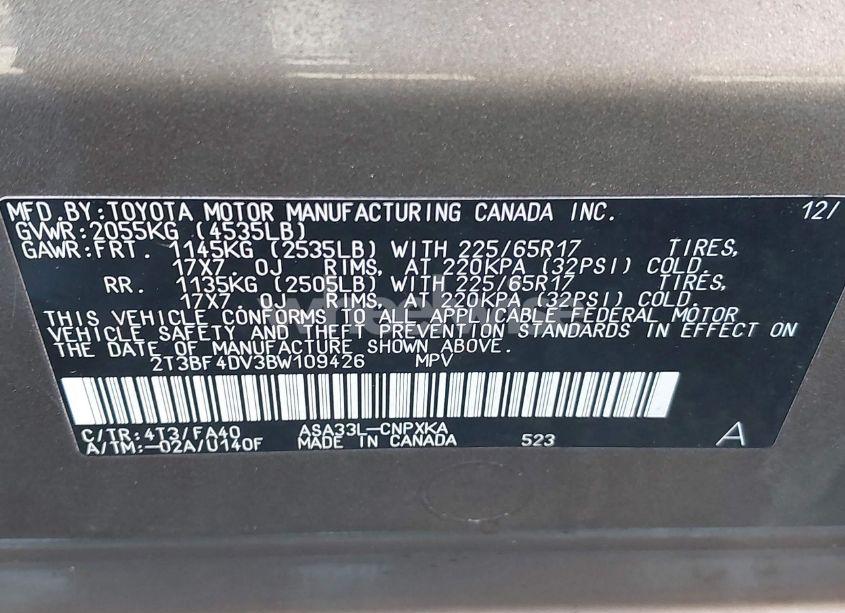 MFD.BY:TOYOTA MOTOR MANUFACTURING CANADA INC. 12/
GVWR:2055KG (4535LB)
GAWR:FRT. 1145KG (2535LB) WITH 225/65R17 TIRES,
17X7.0J RIMS, AT 220KPA (32PSI) COLD.
RR. 1135KG (2505LB) WITH 225/65R17 TIRES,
17X7.0J RIMS, AT 220KPA (32PSI) COLD.
THIS VEHICLE CONFORMS TO ALL APPLICABLE FEDERAL MOTOR
VEHICLE SAFETY AND THEFT PREVENTION STANDARDS IN EFFECT ON
THE DATE OF MANUFACTURE SHOWN ABOVE.
2T3BF4DV3BW109426 MPV
C/TR:4T3/FA40 ASA33L-CNPXKA
A/TM:-02A/U140F MADE IN CANADA 523 A